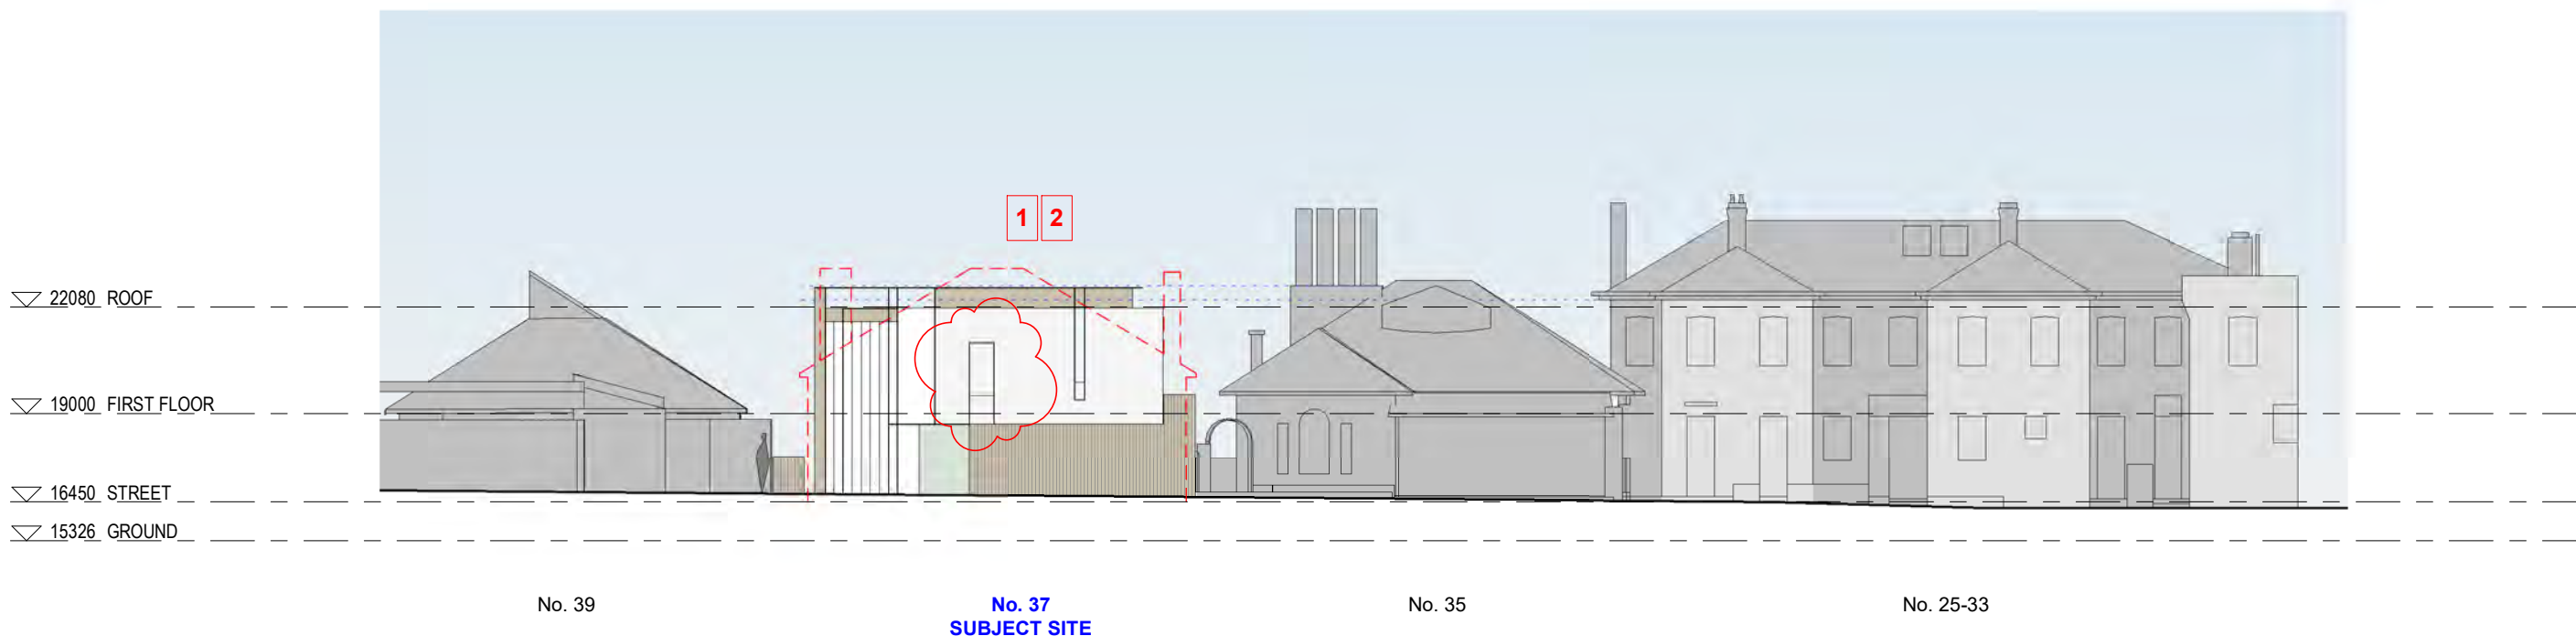 1 2
22080 ROOF
19000 FIRST FLOOR
16450 STREET
15326 GROUND
No. 39
No. 37
SUBJECT SITE
No. 35
No. 25-33